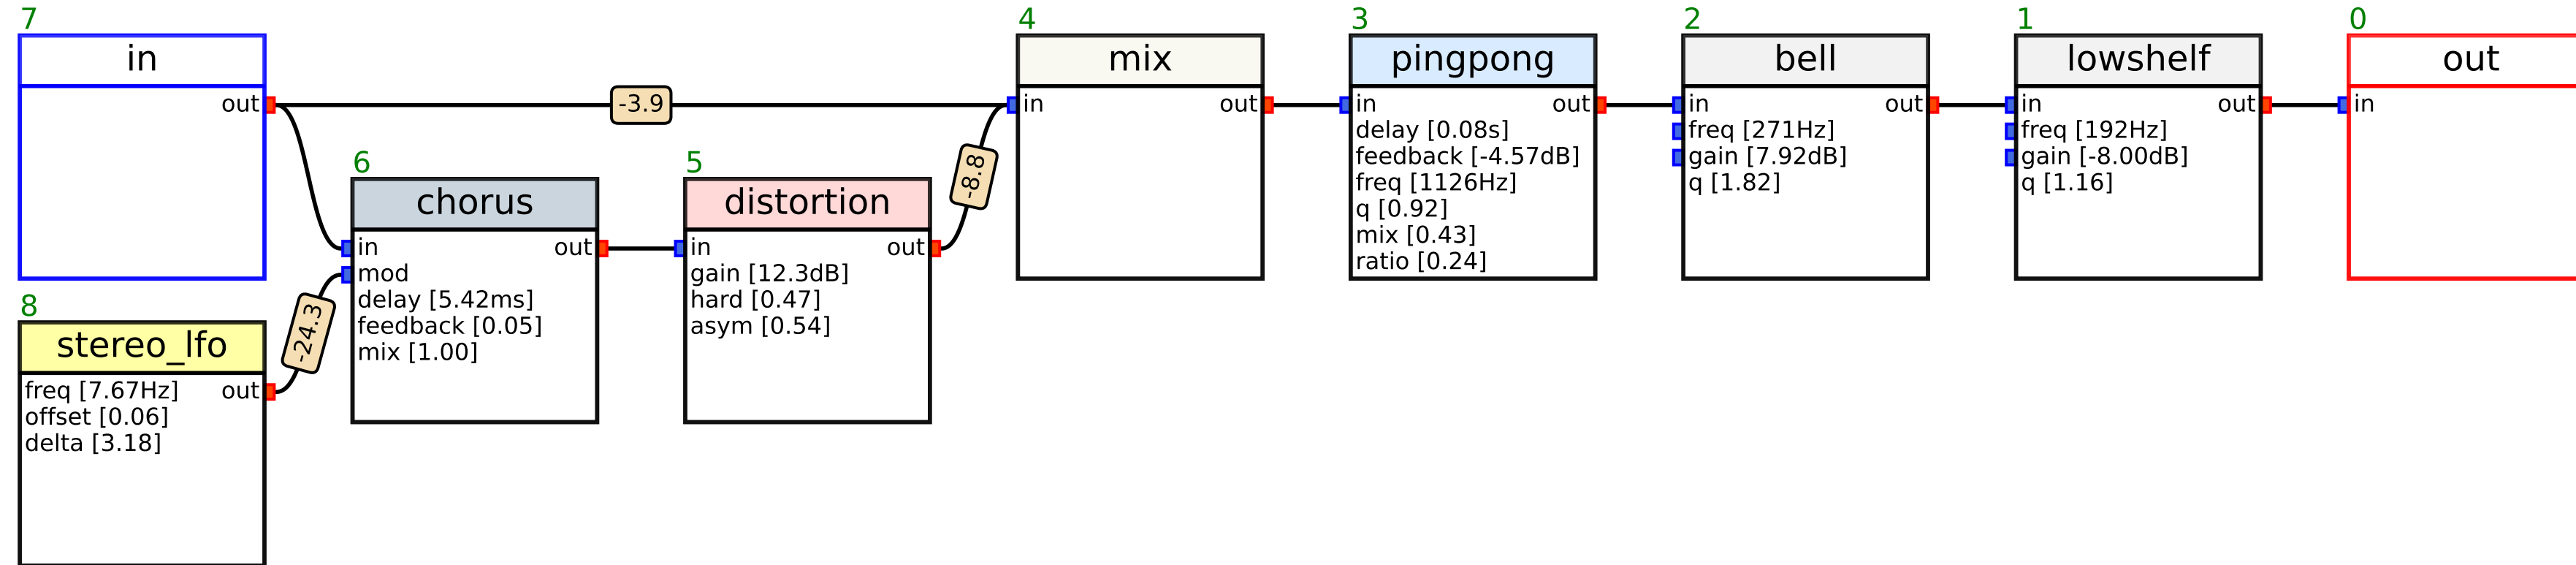 7
in
out
-3.9
8
stereo_lfo
freq [7.67Hz]
out
offset [0.06]
delta [3.18]
-24.3
6
chorus
in
out
mod
delay [5.42ms]
feedback [0.05]
mix [1.00]
5
distortion
in
out
gain [12.3dB]
hard [0.47]
asym [0.54]
-8.8
4
mix
in
out
3
pingpong
in
out
delay [0.08s]
feedback [-4.57dB]
freq [1126Hz]
q [0.92]
mix [0.43]
ratio [0.24]
2
bell
in
out
freq [271Hz]
gain [7.92dB]
q [1.82]
1
lowshelf
in
out
freq [192Hz]
gain [-8.00dB]
q [1.16]
0
out
in